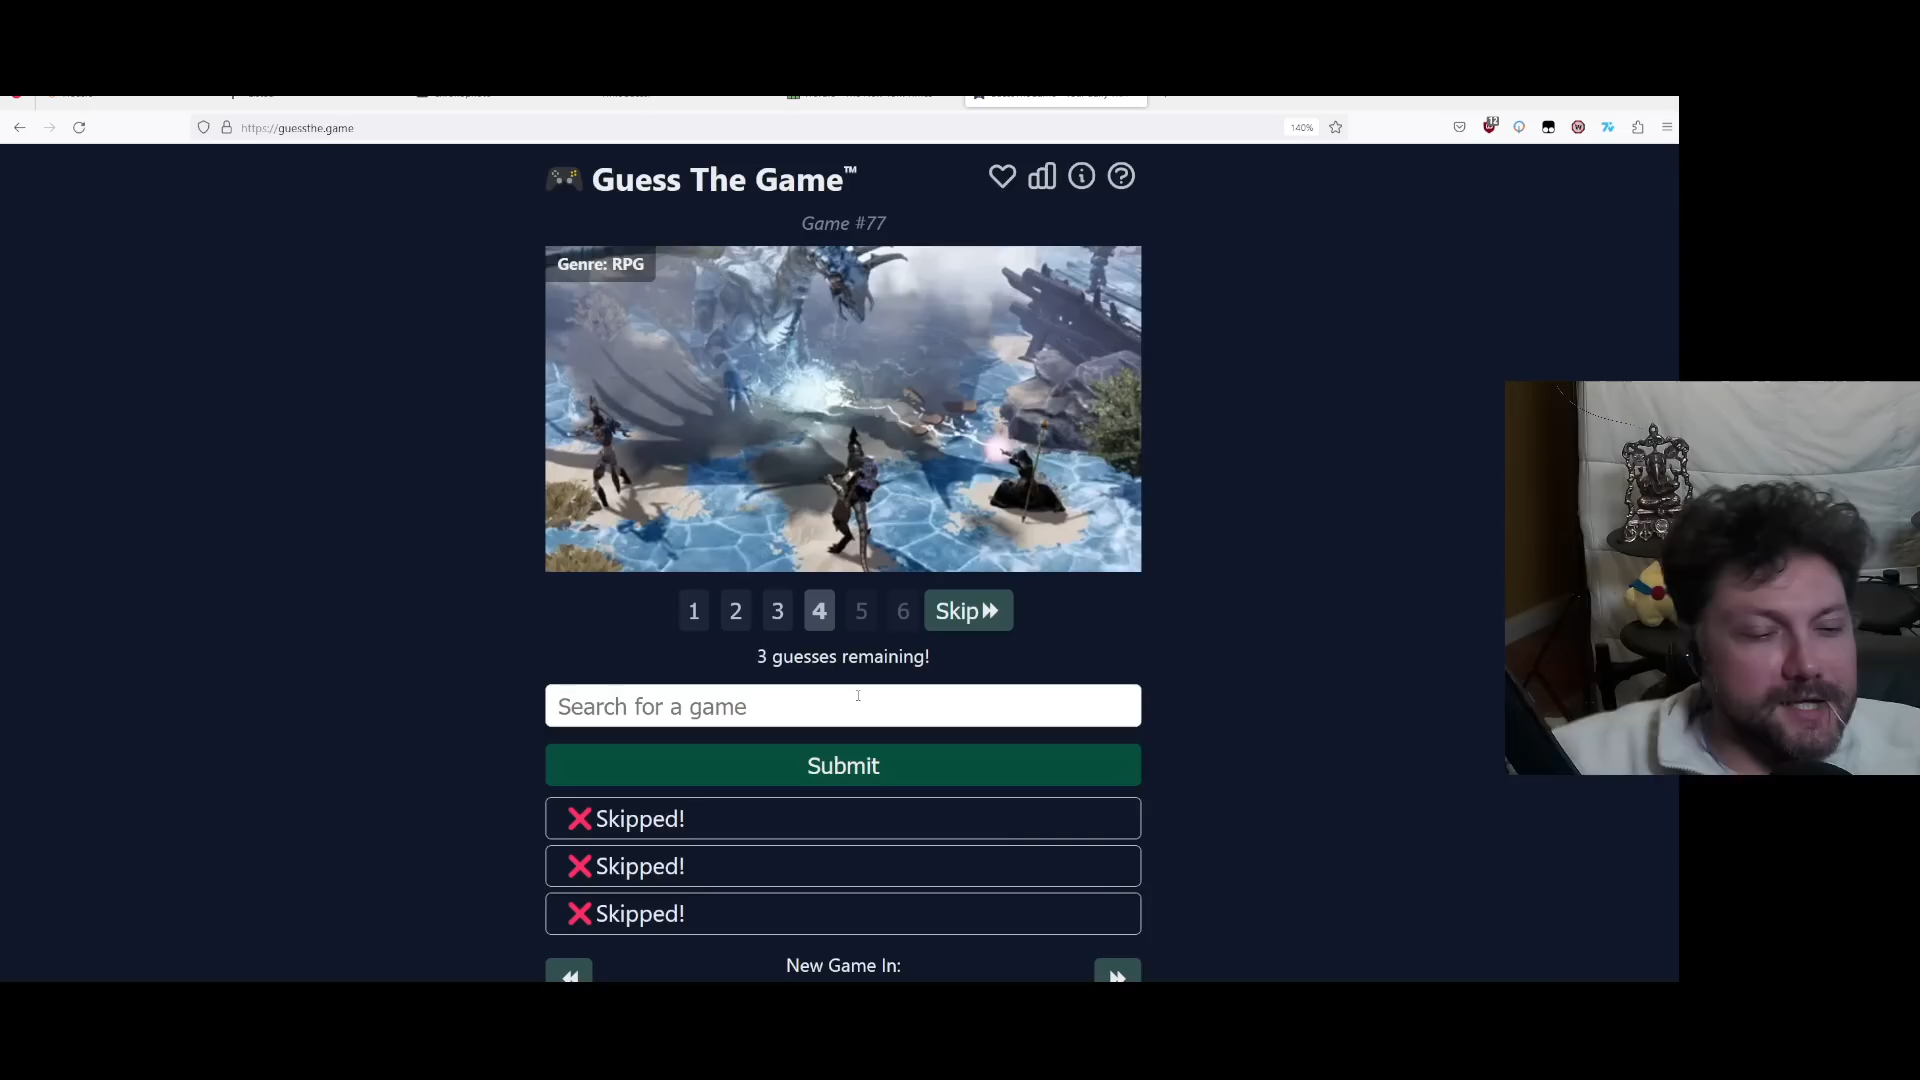 https://guessthe.game
140%
12
Guess The Game™
Game #77
Genre: RPG
1 2 3 4 5 6 Skip
3 guesses remaining!
Search for a game
Submit
Skipped!
Skipped!
Skipped!
New Game In: